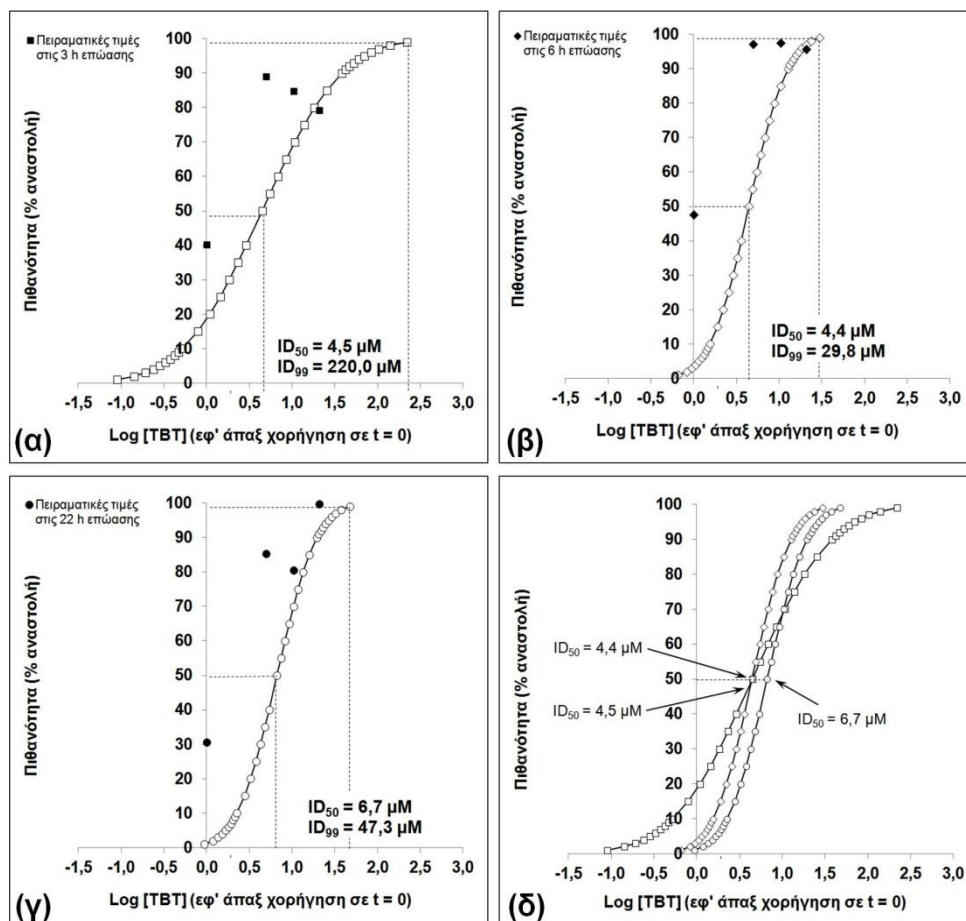 ■ Πειραματικές τιμές
στις 3 h επώασης
Πιθανότητα (% αναστολή)
100
90
80
70
60
50
40
30
20
10
0
ID50 = 4,5 μM
ID99 = 220,0 μM
-1,5 -1,0 -0,5 0,0 0,5 1,0 1,5 2,0 2,5 3,0
Log [TBT] (εφ' άπαξ χορήγηση σε t = 0)
(α)
◆ Πειραματικές τιμές
στις 6 h επώασης
Πιθανότητα (% αναστολή)
100
90
80
70
60
50
40
30
20
10
0
ID50 = 4,4 μM
ID99 = 29,8 μM
-1,5 -1,0 -0,5 0,0 0,5 1,0 1,5 2,0 2,5 3,0
Log [TBT] (εφ' άπαξ χορήγηση σε t = 0)
(β)
● Πειραματικές τιμές
στις 22 h επώασης
Πιθανότητα (% αναστολή)
100
90
80
70
60
50
40
30
20
10
0
ID50 = 6,7 μM
ID99 = 47,3 μM
-1,5 -1,0 -0,5 0,0 0,5 1,0 1,5 2,0 2,5 3,0
Log [TBT] (εφ' άπαξ χορήγηση σε t = 0)
(γ)
Πιθανότητα (% αναστολή)
100
90
80
70
60
50
40
30
20
10
0
ID50 = 4,4 μM
ID50 = 4,5 μM
ID50 = 6,7 μM
-1,5 -1,0 -0,5 0,0 0,5 1,0 1,5 2,0 2,5 3,0
Log [TBT] (εφ' άπαξ χορήγηση σε t = 0)
(δ)